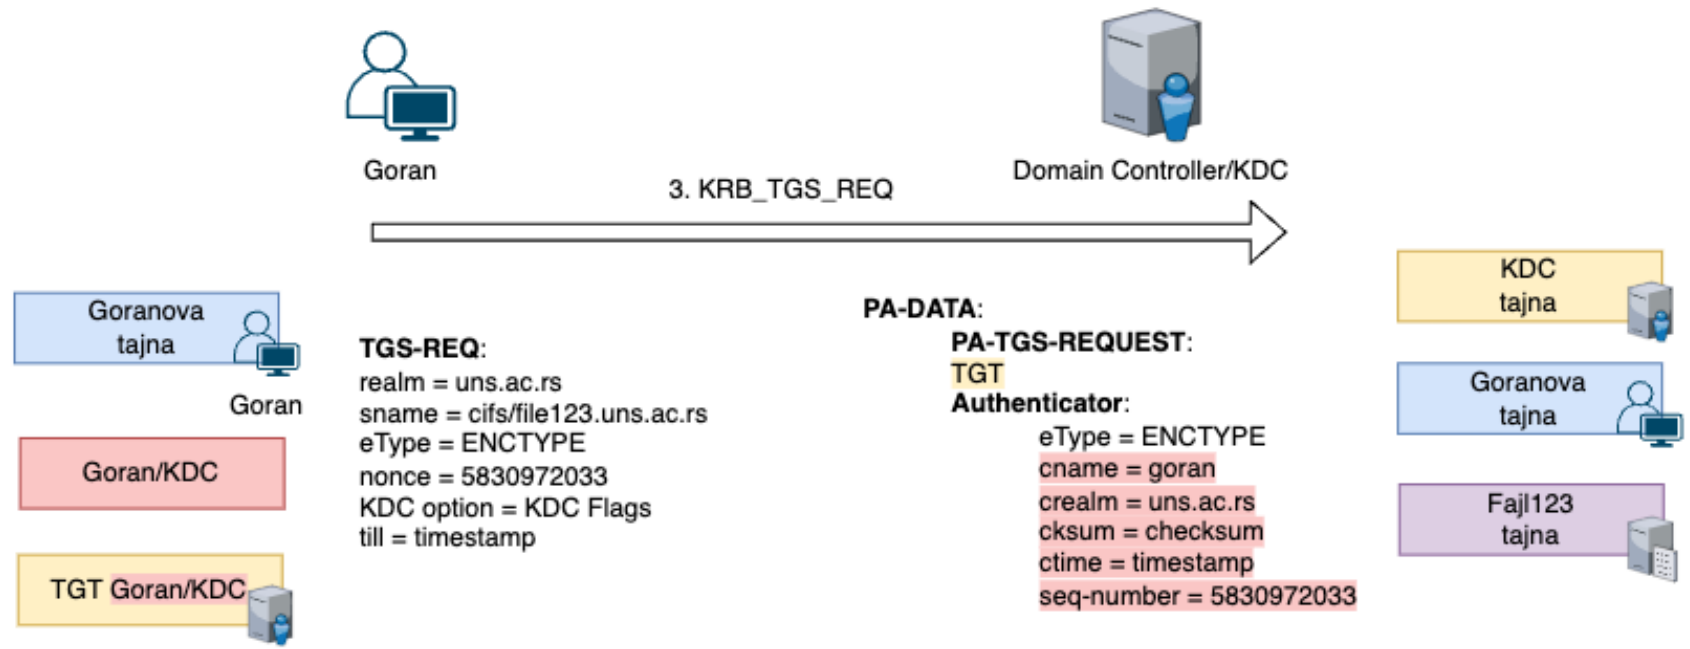 Goran
Domain Controller/KDC
3. KRB_TGS_REQ
Goranova
tajna
Goran
Goran/KDC
TGT Goran/KDC
TGS-REQ:
realm = uns.ac.rs
sname = cifs/file123.uns.ac.rs
eType = ENCTYPE
nonce = 5830972033
KDC option = KDC Flags
till = timestamp
PA-DATA:
PA-TGS-REQUEST:
TGT
Authenticator:
eType = ENCTYPE
cname = goran
crealm = uns.ac.rs
cksum = checksum
ctime = timestamp
seq-number = 5830972033
KDC
tajna
Goranova
tajna
Fajl123
tajna